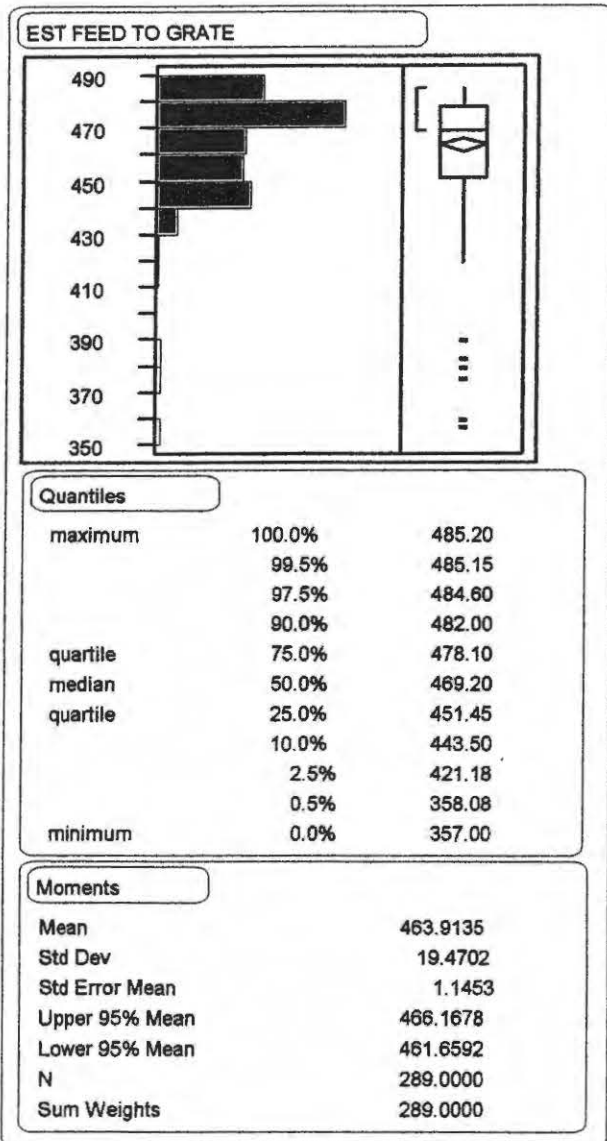 EST FEED TO GRATE
490
470
450
430
410
390
370
350
Quantiles
maximum 100.0% 485.20
99.5% 485.15
97.5% 484.60
90.0% 482.00
quartile 75.0% 478.10
median 50.0% 469.20
quartile 25.0% 451.45
10.0% 443.50
2.5% 421.18
0.5% 358.08
minimum 0.0% 357.00
Moments
Mean 463.9135
Std Dev 19.4702
Std Error Mean 1.1453
Upper 95% Mean 466.1678
Lower 95% Mean 461.6592
N 289.0000
Sum Weights 289.0000